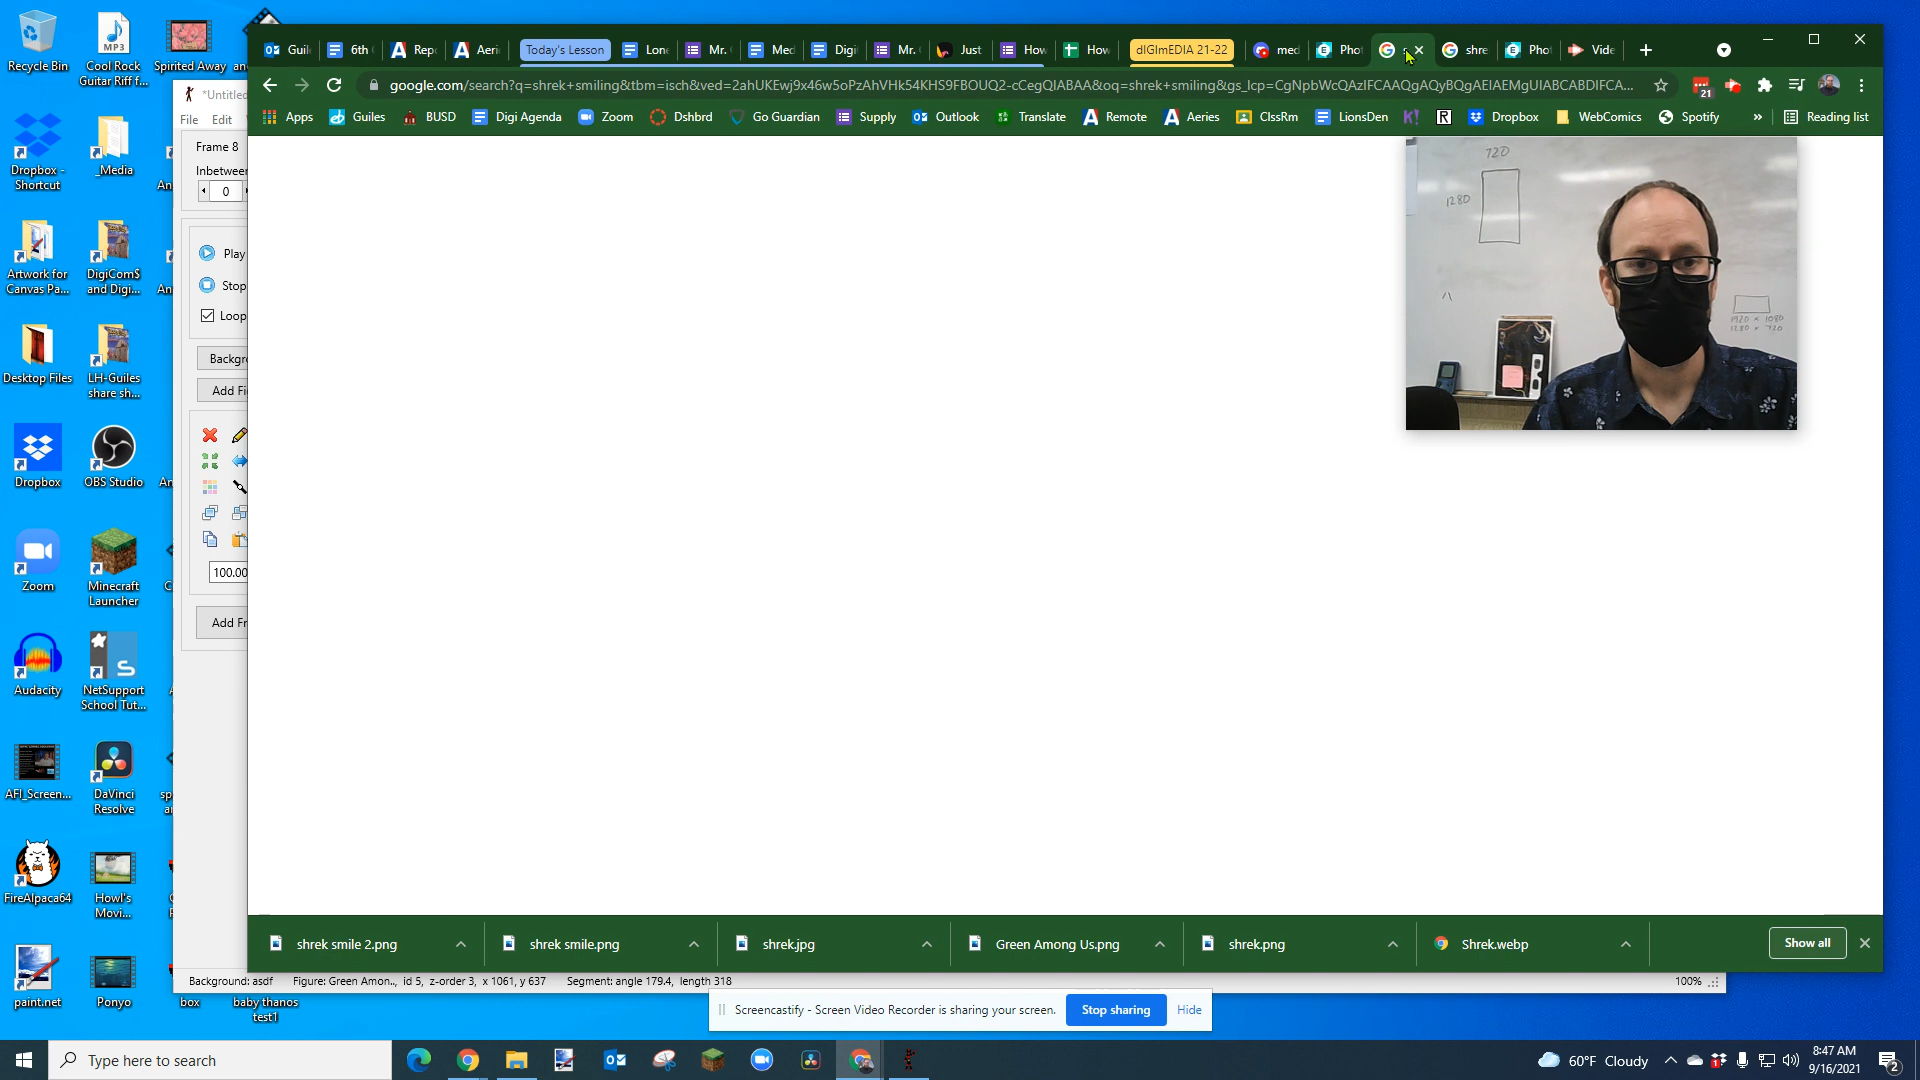 Recycle Bin
Cool Rock
Guitar Riff f...
Spirited Away
Dropbox -
Shortcut
_Media
Artwork for
Canvas Pa...
DigiCom$
and Digi...
Desktop Files
LH-Guiles
share sh...
Dropbox
OBS Studio
Zoom
Minecraft
Launcher
Audacity
NetSupport
School Tut...
AFI_Screen...
DaVinci
Resolve
FireAlpaca64
Howl's
Movi...
paint.net
Ponyo
box
baby thanos
test1
*Untitled
File Edit
Frame 8
Inbetween
0
Play
Stop
Loop
Backgr
Add Fi
100.00
Add Fr
Guil
6th
Rep
Aeri
Today's Lesson
Lon
Mr.
Med
Digi
Mr.
Just
How
How
dIGImEDIA 21-22
med
Pho
shre
Pho
Vide
google.com/search?q=shrek+smiling&tbm=isch&ved=2ahUKEwj9x46w5oPzAhVHk54KHS9FBOUQ2-cCegQIABAA&oq=shrek+smiling&gs_lcp=CgNpbWcQAzIFCAAQgAQyBQgAEIAEMgUIABCABDIFCA...
21
Apps
Guiles
BUSD
Digi Agenda
Zoom
Dshbrd
Go Guardian
Supply
Outlook
Translate
Remote
Aeries
ClssRm
LionsDen
Dropbox
WebComics
Spotify
»
Reading list
720
1280
1920 x 1080
1280 x 720
shrek smile 2.png
shrek smile.png
shrek.jpg
Green Among Us.png
shrek.png
Shrek.webp
Show all
Background: asdf Figure: Green Amon.., id 5, z-order 3, x 1061, y 637 Segment: angle 179.4, length 318
100%
Screencastify - Screen Video Recorder is sharing your screen.
Stop sharing
Hide
Type here to search
60°F Cloudy
8:47 AM
9/16/2021
2